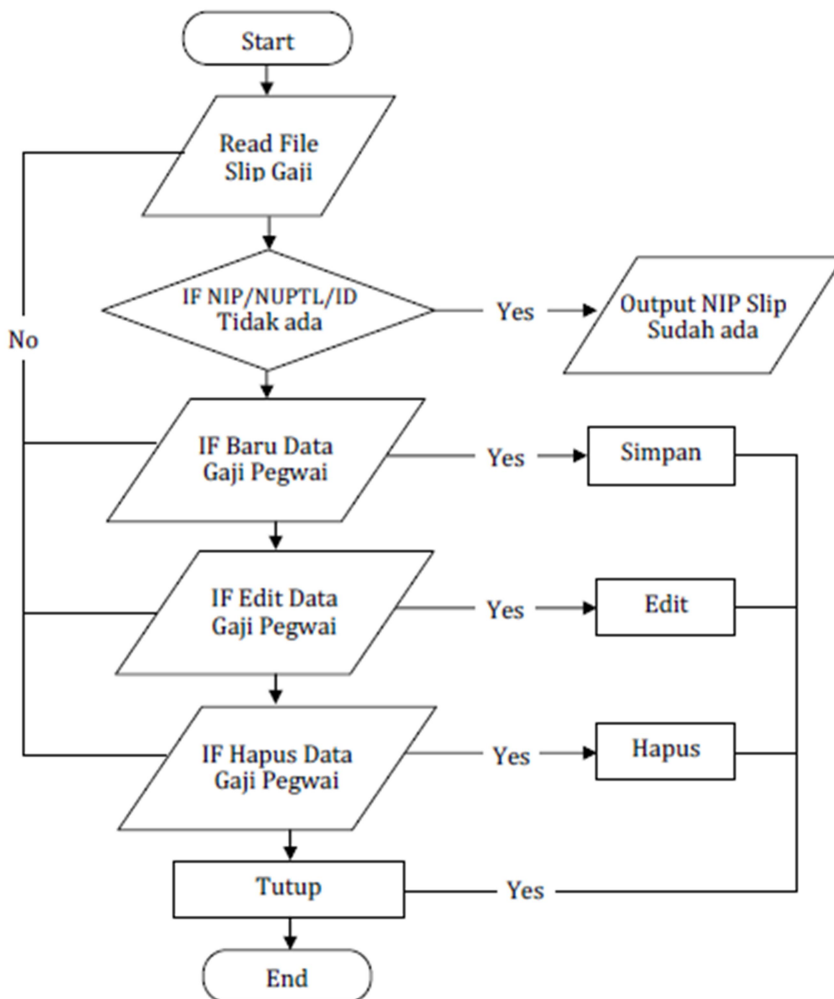 Start
Read File
Slip Gaji
IF NIP/NUPTL/ID
Tidak ada
Yes
Output NIP Slip
Sudah ada
No
IF Baru Data
Gaji Pegwai
Yes
Simpan
IF Edit Data
Gaji Pegwai
Yes
Edit
IF Hapus Data
Gaji Pegwai
Yes
Hapus
Tutup
Yes
End